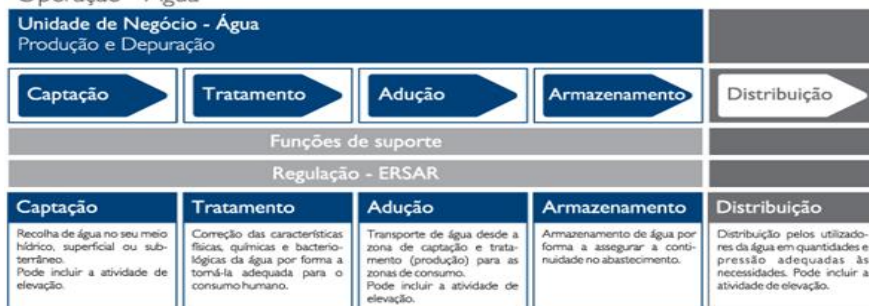 Operação - Água
Unidade de Negócio - Água
Produção e Depuração
Captação
Tratamento
Adução
Armazenamento
Distribuição
Funções de suporte
Regulação - ERSAR
Captação
Recolha de água no seu meio
hídrico, superficial ou sub-
terrâneo.
Pode incluir a atividade de
elevação.
Tratamento
Correção das características
físicas, químicas e bacterio-
lógicas da água por forma a
torná-la adequada para o
consumo humano.
Adução
Transporte de água desde a
zona de captação e trata-
mento (produção) para as
zonas de consumo.
Pode incluir a atividade de
elevação.
Armazenamento
Armazenamento de água por
forma a assegurar a conti-
nuidade no abastecimento.
Distribuição
Distribuição pelos utilizado-
res da água em quantidades e
pressão adequadas às
necessidades. Pode incluir a
atividade de elevação.